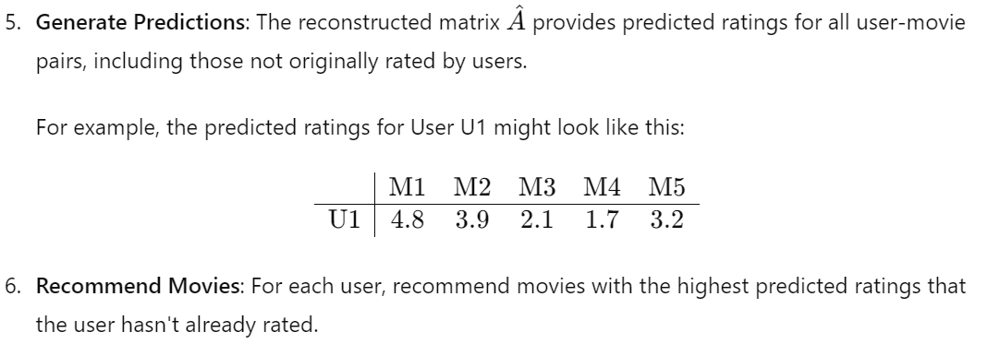 5. Generate Predictions: The reconstructed matrix Â provides predicted ratings for all user-movie
pairs, including those not originally rated by users.
For example, the predicted ratings for User U1 might look like this:
M1 M2 M3 M4 M5
U1 4.8 3.9 2.1 1.7 3.2
6. Recommend Movies: For each user, recommend movies with the highest predicted ratings that
the user hasn't already rated.